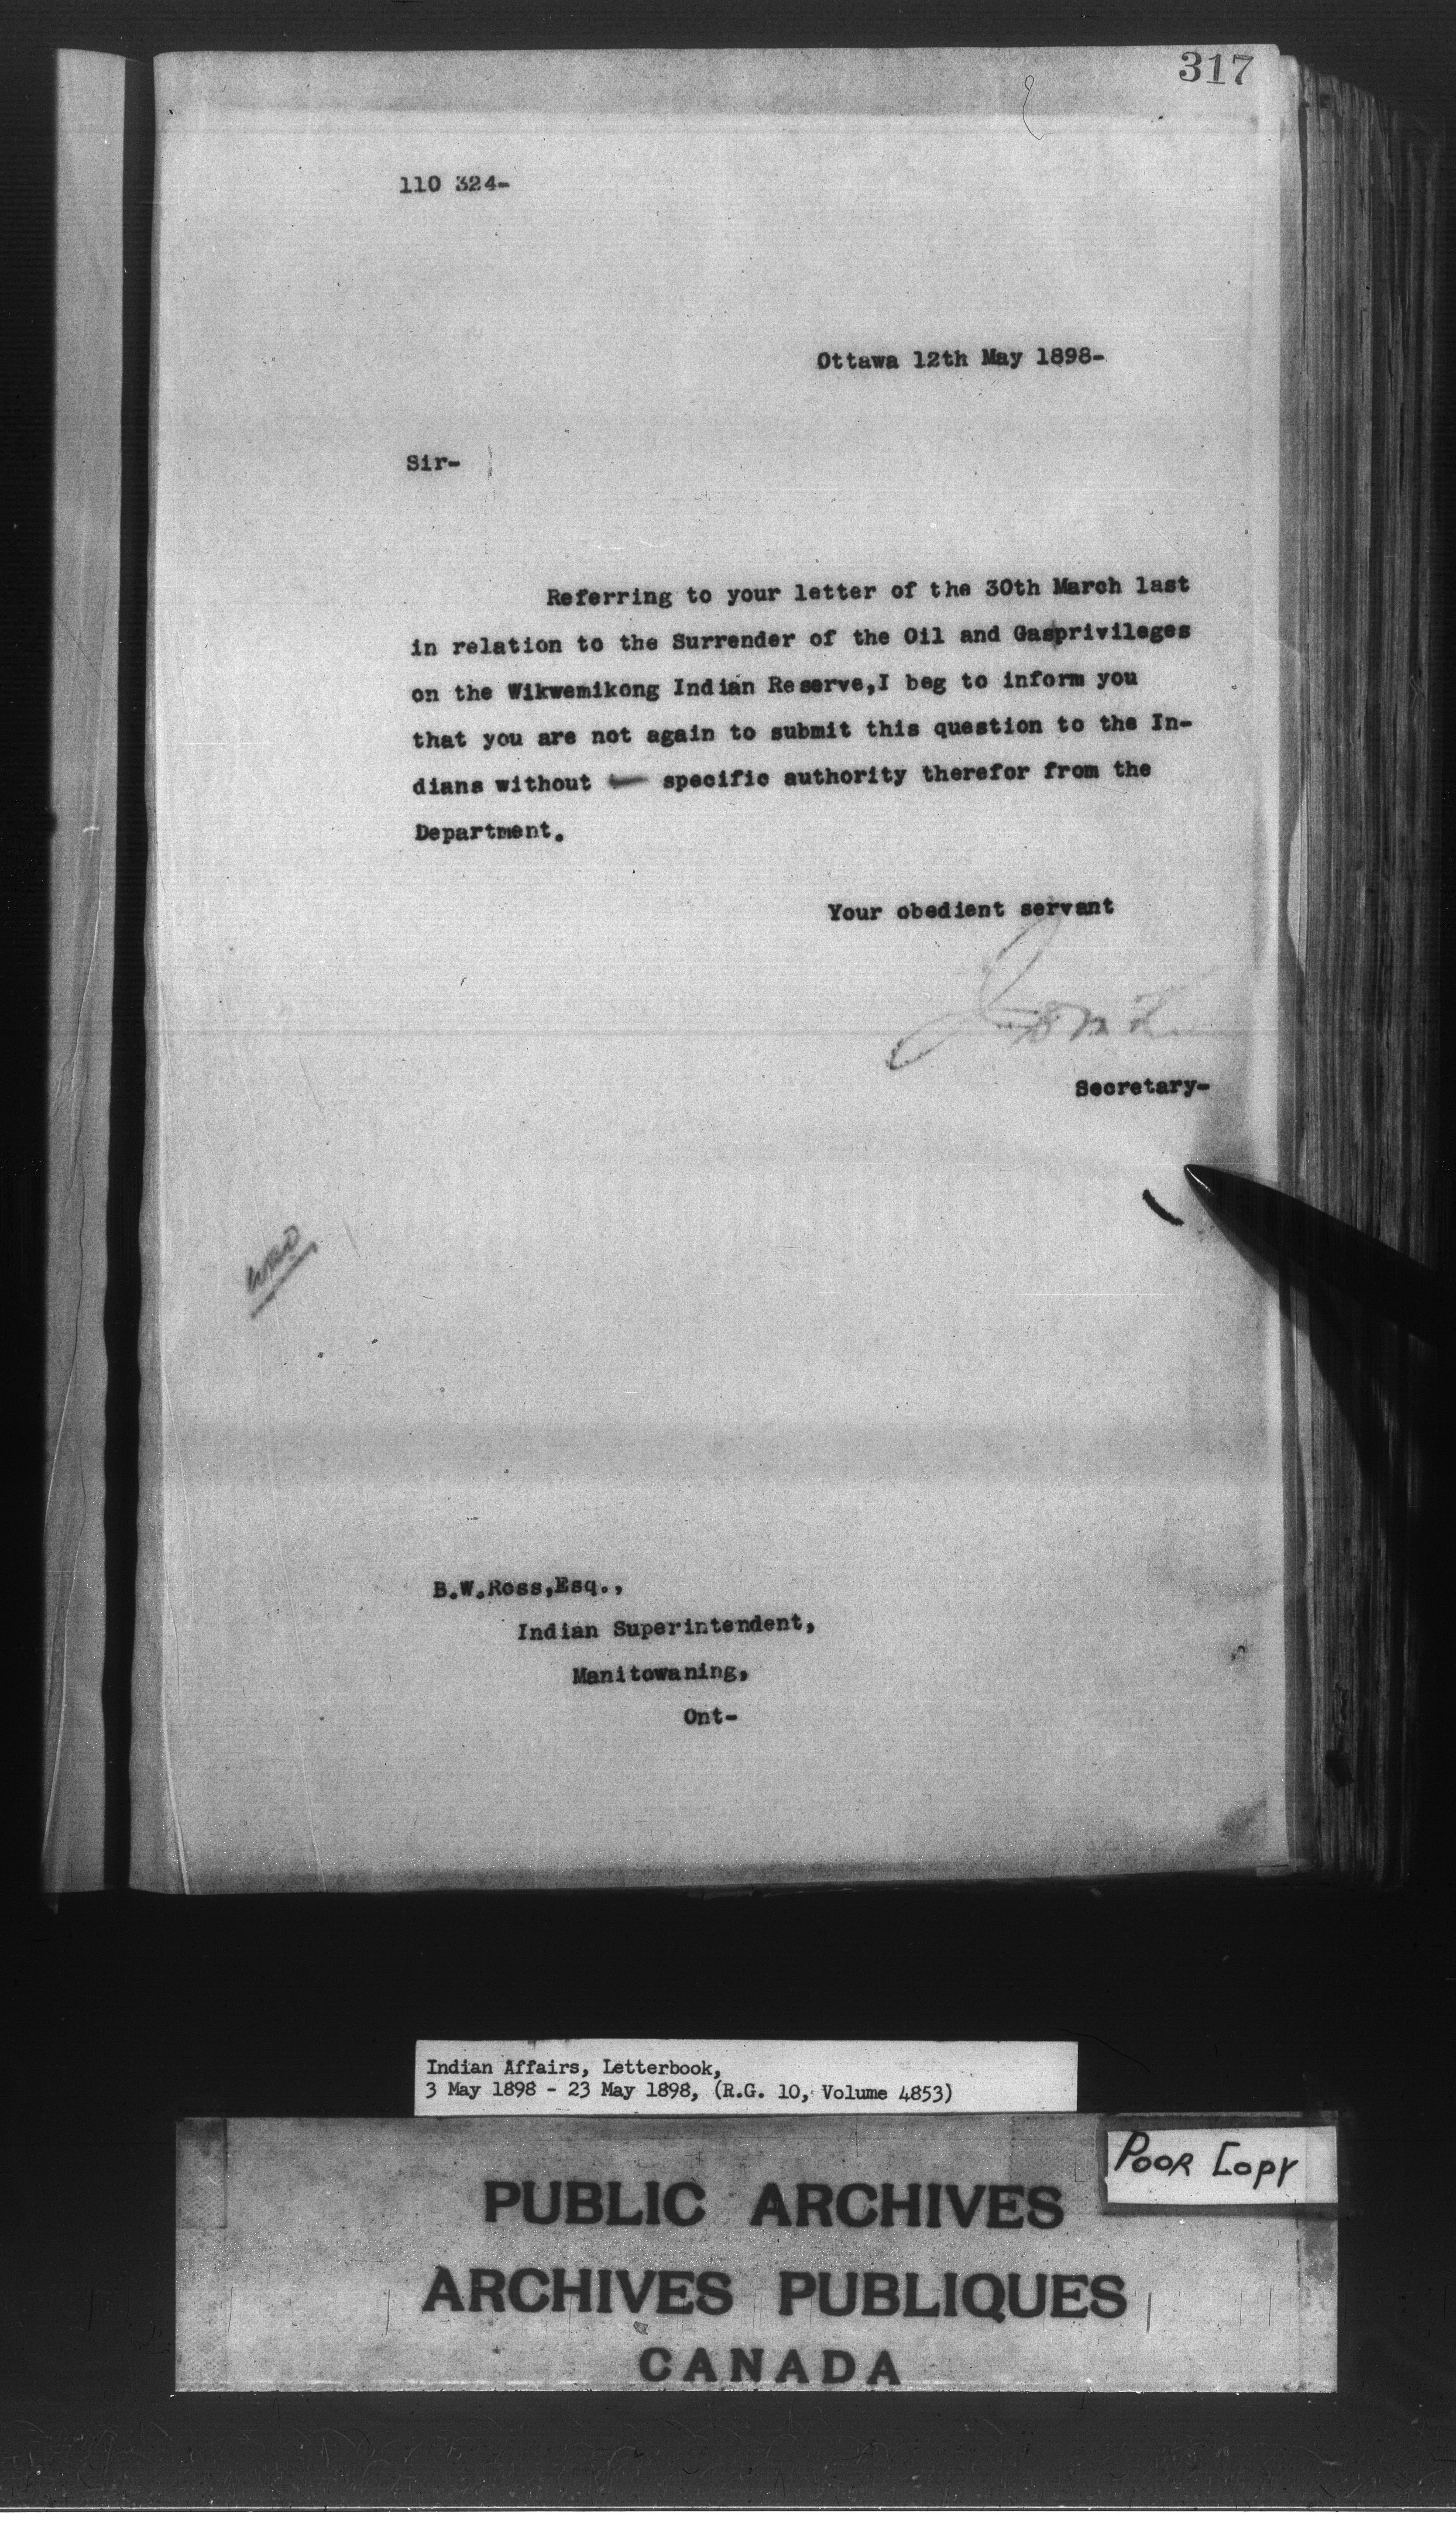 317
110 324-
Ottawa 12th May 1898-
Sir-
Referring to your letter of the 30th March last
in relation to the Surrender of the Oil and Gasprivileges
on the Wikwemikong Indian Reserve,I beg to inform you
that you are not again to submit this question to the In-
dians without specific authority therefor from the
Department.
Your obedient servant
Secretary-
B.W.Ross,Esq.,
Indian Superintendent,
Manitowaning,
Ont-
Indian Affairs, Letterbook,
3 May 1898 - 23 May 1898, (R.G. 10, Volume 4853)
POOR COPY
PUBLIC ARCHIVES
ARCHIVES PUBLIQUES
CANADA